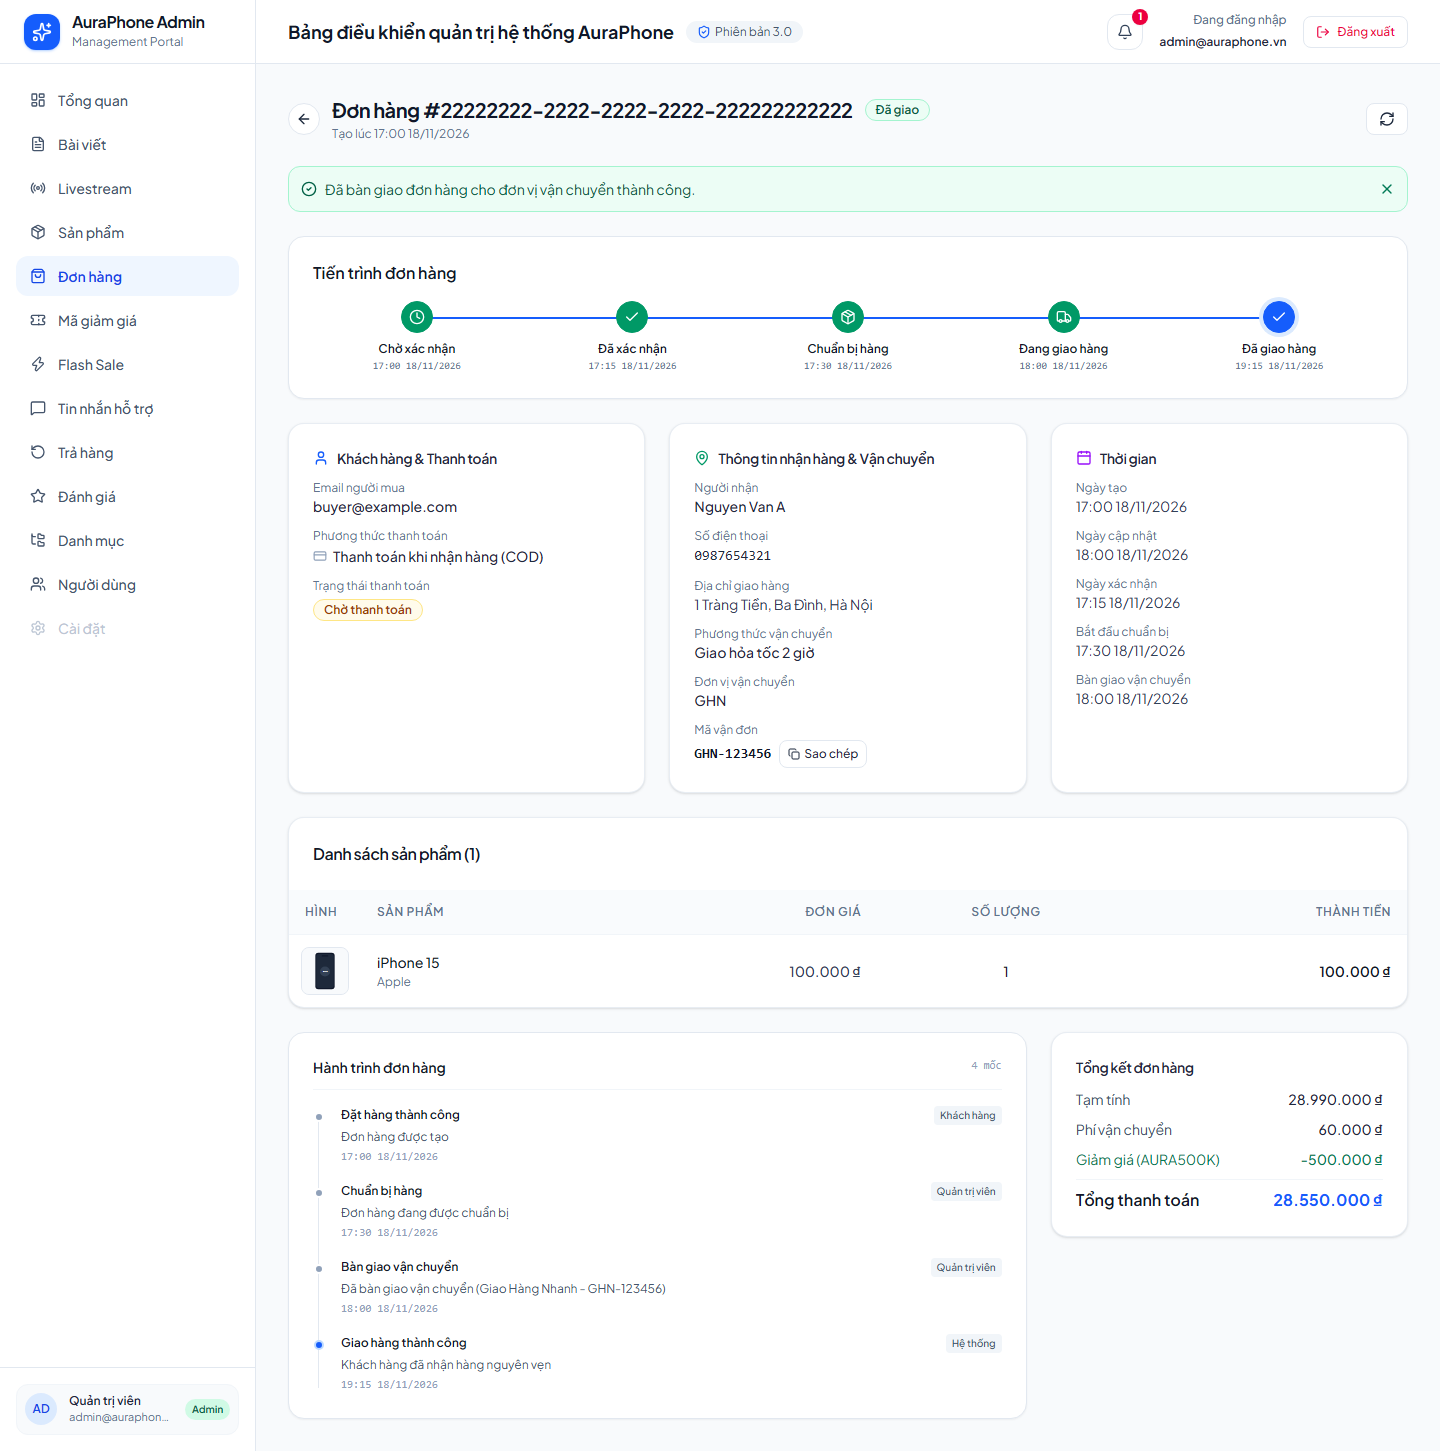 AuraPhone Admin
Management Portal
Bảng điều khiển quản trị hệ thống AuraPhone
Phiên bản 3.0
1
Đang đăng nhập
admin@auraphone.vn
Đăng xuất
Tổng quan
Bài viết
Livestream
Sản phẩm
Đơn hàng
Mã giảm giá
Flash Sale
Tin nhắn hỗ trợ
Trả hàng
Đánh giá
Danh mục
Người dùng
Cài đặt
AD
Quản trị viên
admin@auraphon...
Admin
Đơn hàng #22222222-2222-2222-2222-222222222222
Đã giao
Tạo lúc 17:00 18/11/2026
Đã bàn giao đơn hàng cho đơn vị vận chuyển thành công.
Tiến trình đơn hàng
Chờ xác nhận
17:00 18/11/2026
Đã xác nhận
17:15 18/11/2026
Chuẩn bị hàng
17:30 18/11/2026
Đang giao hàng
18:00 18/11/2026
Đã giao hàng
19:15 18/11/2026
Khách hàng & Thanh toán
Email người mua
buyer@example.com
Phương thức thanh toán
Thanh toán khi nhận hàng (COD)
Trạng thái thanh toán
Chờ thanh toán
Thông tin nhận hàng & Vận chuyển
Người nhận
Nguyen Van A
Số điện thoại
0987654321
Địa chỉ giao hàng
1 Tràng Tiền, Ba Đình, Hà Nội
Phương thức vận chuyển
Giao hỏa tốc 2 giờ
Đơn vị vận chuyển
GHN
Mã vận đơn
GHN-123456
Sao chép
Thời gian
Ngày tạo
17:00 18/11/2026
Ngày cập nhật
18:00 18/11/2026
Ngày xác nhận
17:15 18/11/2026
Bắt đầu chuẩn bị
17:30 18/11/2026
Bàn giao vận chuyển
18:00 18/11/2026
Danh sách sản phẩm (1)
HÌNH SẢN PHẨM ĐƠN GIÁ SỐ LƯỢNG THÀNH TIỀN
iPhone 15
Apple
100.000 ₫
1
100.000 ₫
Hành trình đơn hàng
4 mốc
Đặt hàng thành công
Khách hàng
Đơn hàng được tạo
17:00 18/11/2026
Chuẩn bị hàng
Quản trị viên
Đơn hàng đang được chuẩn bị
17:30 18/11/2026
Bàn giao vận chuyển
Quản trị viên
Đã bàn giao vận chuyển (Giao Hàng Nhanh - GHN-123456)
18:00 18/11/2026
Giao hàng thành công
Hệ thống
Khách hàng đã nhận hàng nguyên vẹn
19:15 18/11/2026
Tổng kết đơn hàng
Tạm tính 28.990.000 ₫
Phí vận chuyển 60.000 ₫
Giảm giá (AURA500K) -500.000 ₫
Tổng thanh toán 28.550.000 ₫